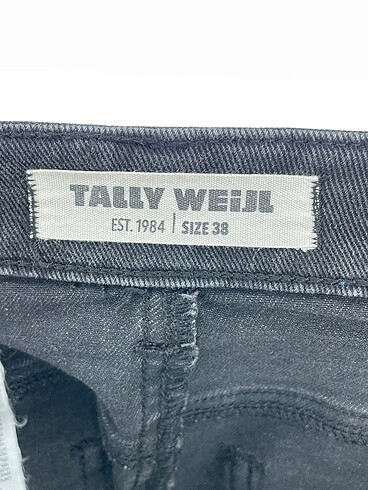 TALLY WEiJL
EST. 1984 | SIZE 38